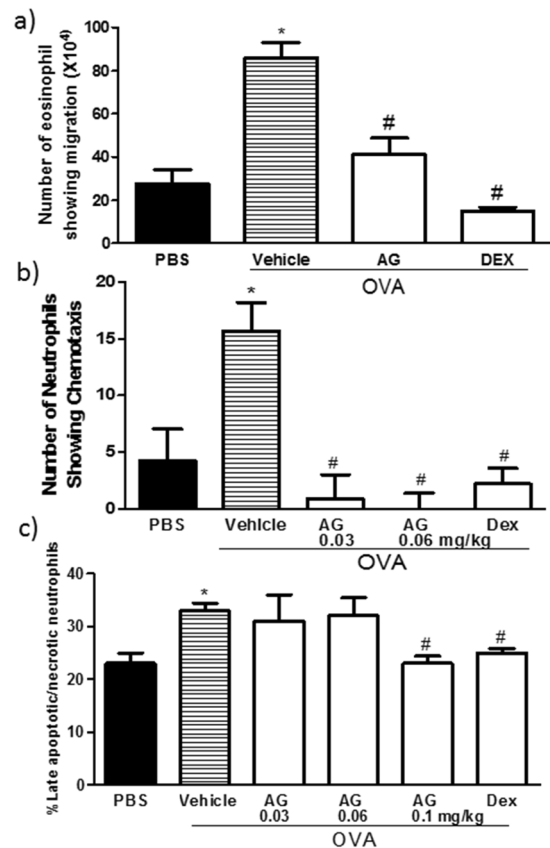 a)
Number of eosinophil
showing migration (X10⁴)
100
80
60
40
20
0
*
#
#
PBS Vehicle AG DEX
OVA
b)
Number of Neutrophils
Showing Chemotaxis
20
15
10
5
0
*
#
#
#
PBS Vehicle AG AG Dex
0.03 0.06 mg/kg
OVA
c)
% Late apoptotic/necrotic neutrophils
40
30
20
10
0
*
#
#
PBS Vehicle AG AG AG Dex
0.03 0.06 0.1 mg/kg
OVA